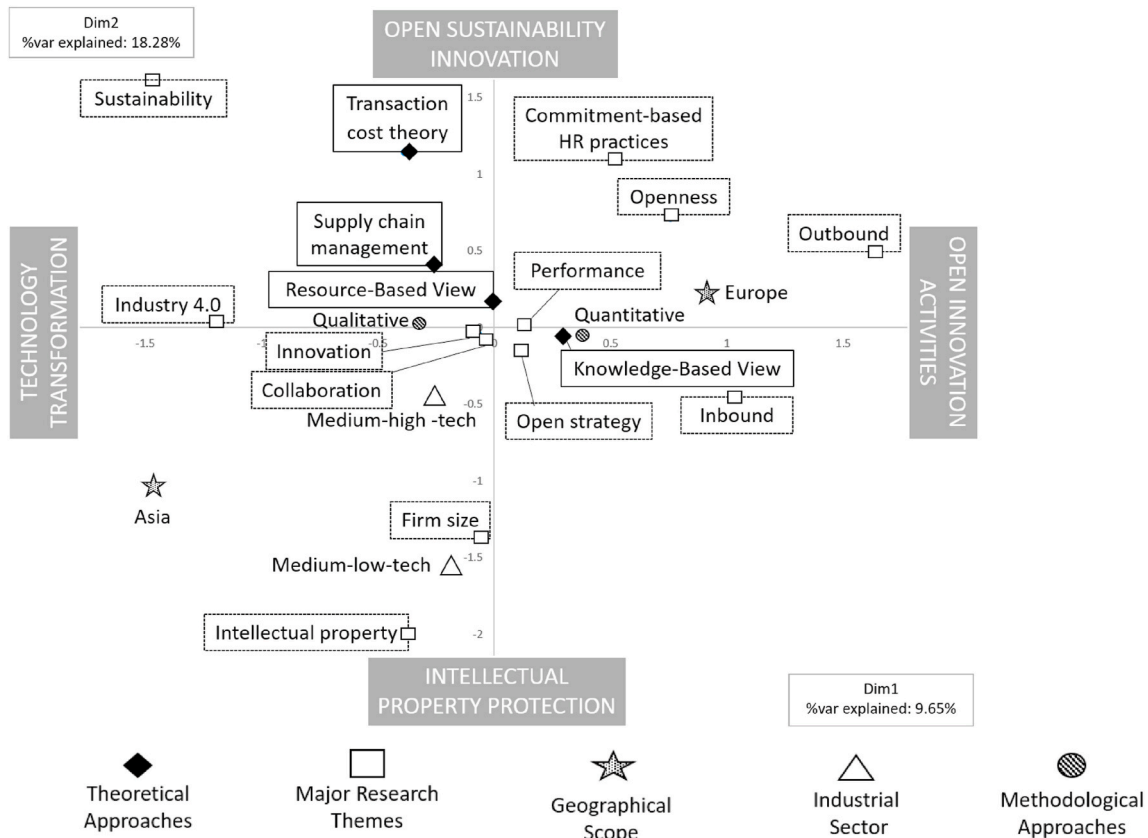 Dim2
%var explained: 18.28%
OPEN SUSTAINABILITY
INNOVATION
Sustainability
1.5
Transaction
cost theory
Commitment-based
HR practices
1
Openness
Supply chain
management
0.5
Outbound
TECHNOLOGY
TRANSFORMATION
OPEN INNOVATION
ACTIVITIES
Performance
Resource-Based View
Europe
Industry 4.0
Qualitative
Quantitative
-1.5
-1
-0.5
0
0.5
1
1.5
Innovation
Knowledge-Based View
Collaboration
-0.5
Medium-high -tech
Open strategy
Inbound
-1
Asia
Firm size
-1.5
Medium-low-tech
Intellectual property
-2
INTELLECTUAL
PROPERTY PROTECTION
Dim1
%var explained: 9.65%
Theoretical
Approaches
Major Research
Themes
Geographical
Scope
Industrial
Sector
Methodological
Approaches